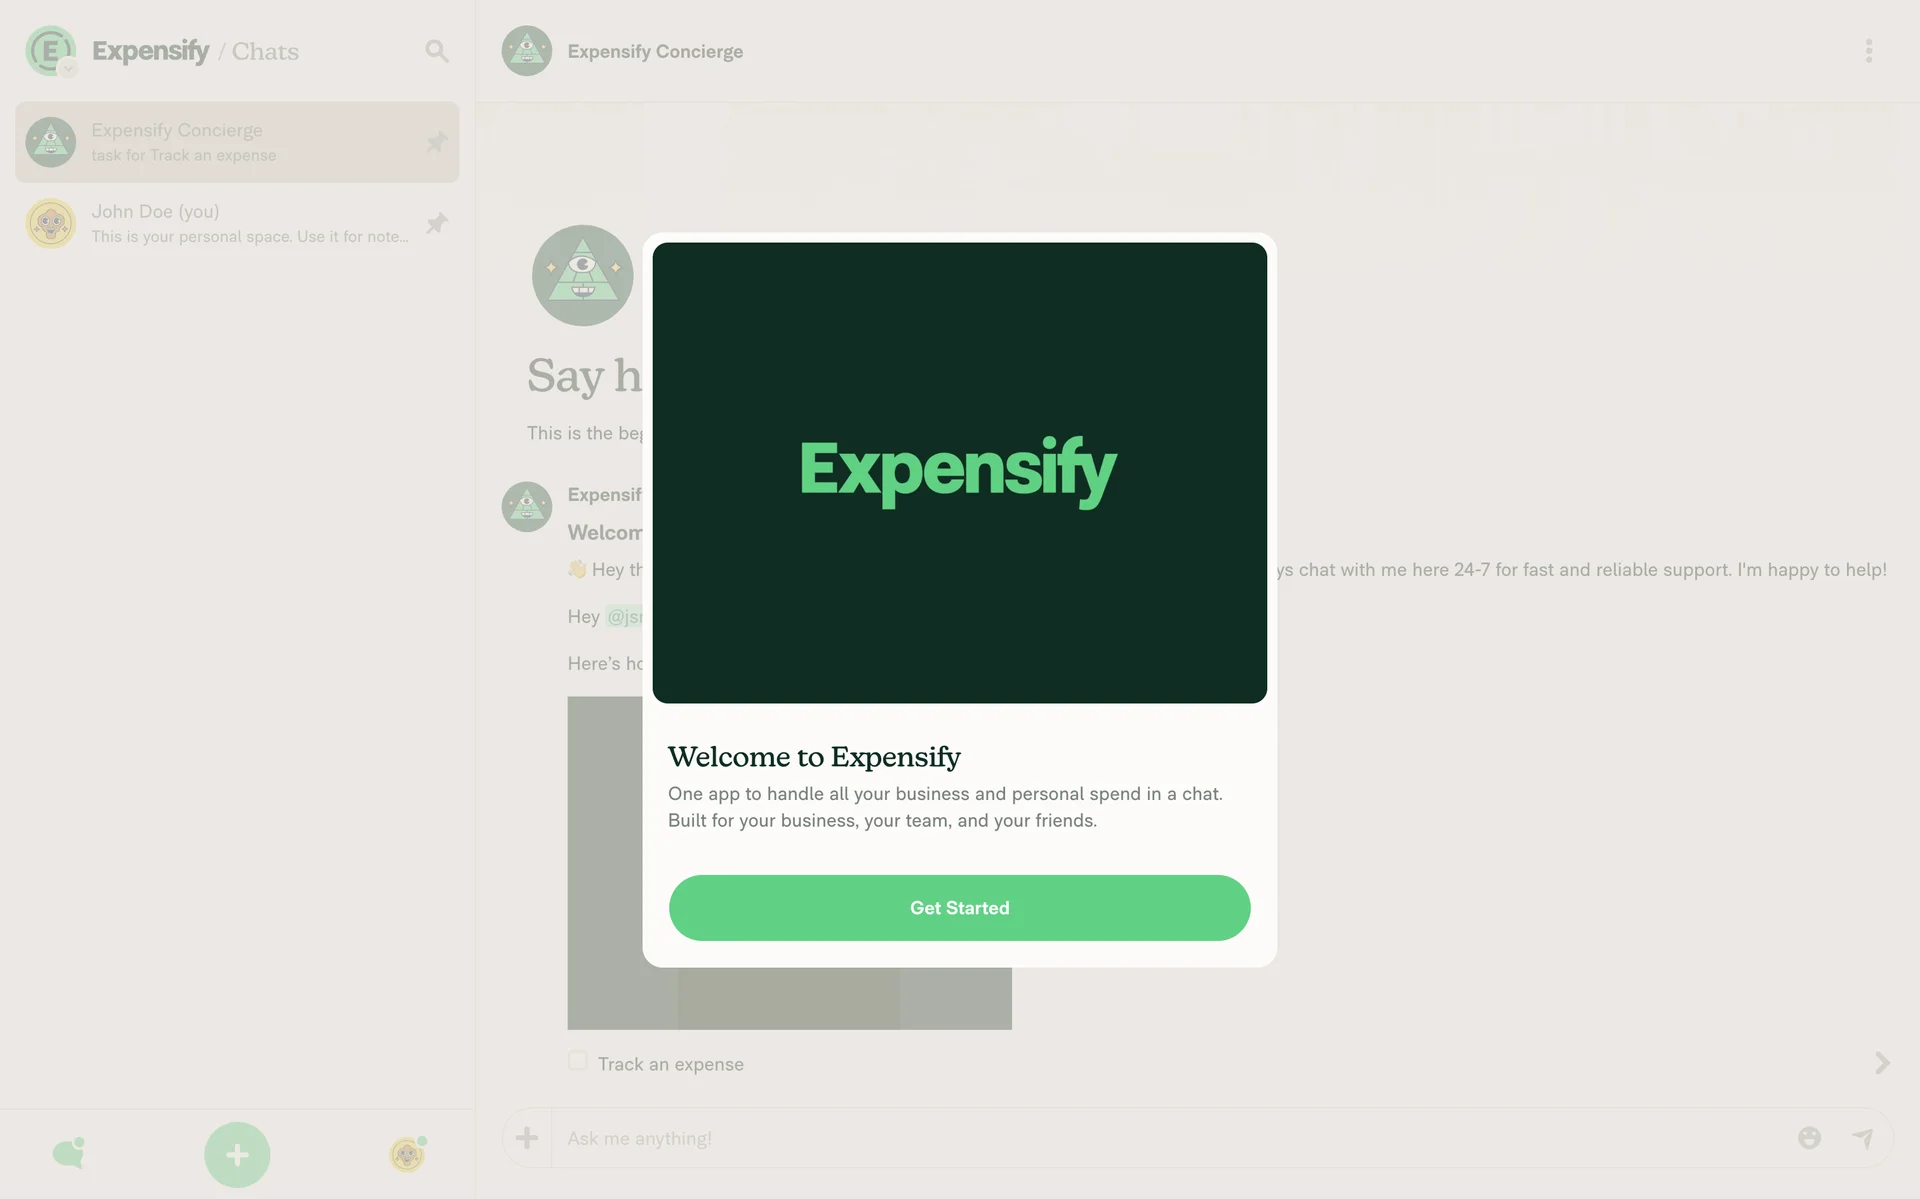 Expensify / Chats
Expensify Concierge
task for Track an expense
John Doe (you)
This is your personal space. Use it for note...
Expensify Concierge
Say h
This is the beg
Expensif
Welcom
👋 Hey th
ys chat with me here 24-7 for fast and reliable support. I'm happy to help!
Hey @jsm
Here's ho
Expensify
Welcome to Expensify
One app to handle all your business and personal spend in a chat.
Built for your business, your team, and your friends.
Get Started
Track an expense
Ask me anything!